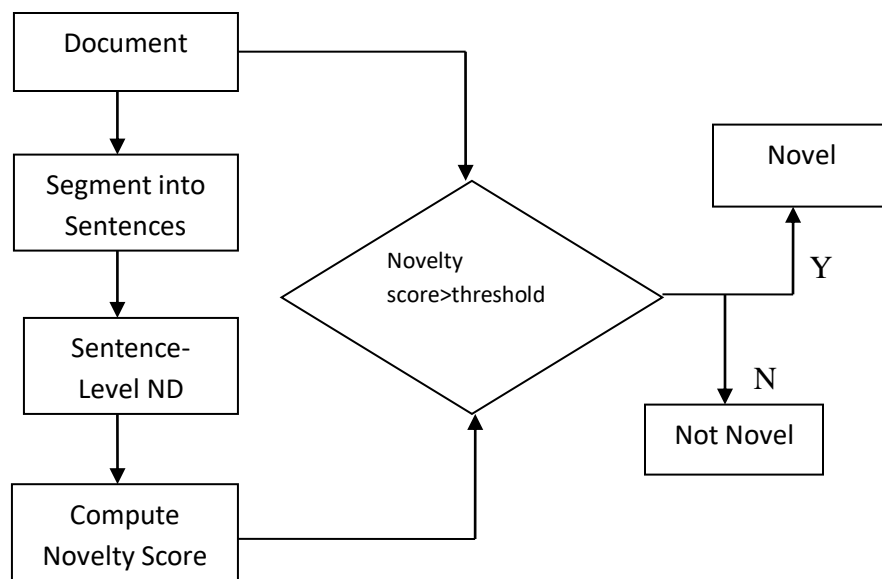 Document
Segment into
Sentences
Sentence-
Level ND
Compute
Novelty Score
Novelty
score>threshold
Novel
Y
N
Not Novel